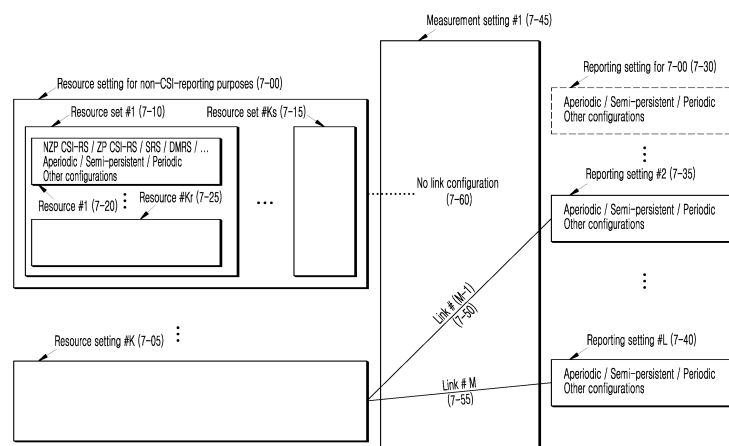 Measurement setting #1 (7-45)
Resource setting for non-CSI-reporting purposes (7-00)
Reporting setting for 7-00 (7-30)
Resource set #1 (7-10)
Resource set #Ks (7-15)
Aperiodic / Semi-persistent / Periodic
Other configurations
NZP CSI-RS / ZP CSI-RS / SRS / DMRS / ...
Aperiodic / Semi-persistent / Periodic
Other configurations
No link configuration
(7-60)
Reporting setting #2 (7-35)
Resource #Kr (7-25)
Resource #1 (7-20)
Aperiodic / Semi-persistent / Periodic
Other configurations
Link # (M-1)
(7-50)
Resource setting #K (7-05)
Reporting setting #L (7-40)
Link # M
(7-55)
Aperiodic / Semi-persistent / Periodic
Other configurations